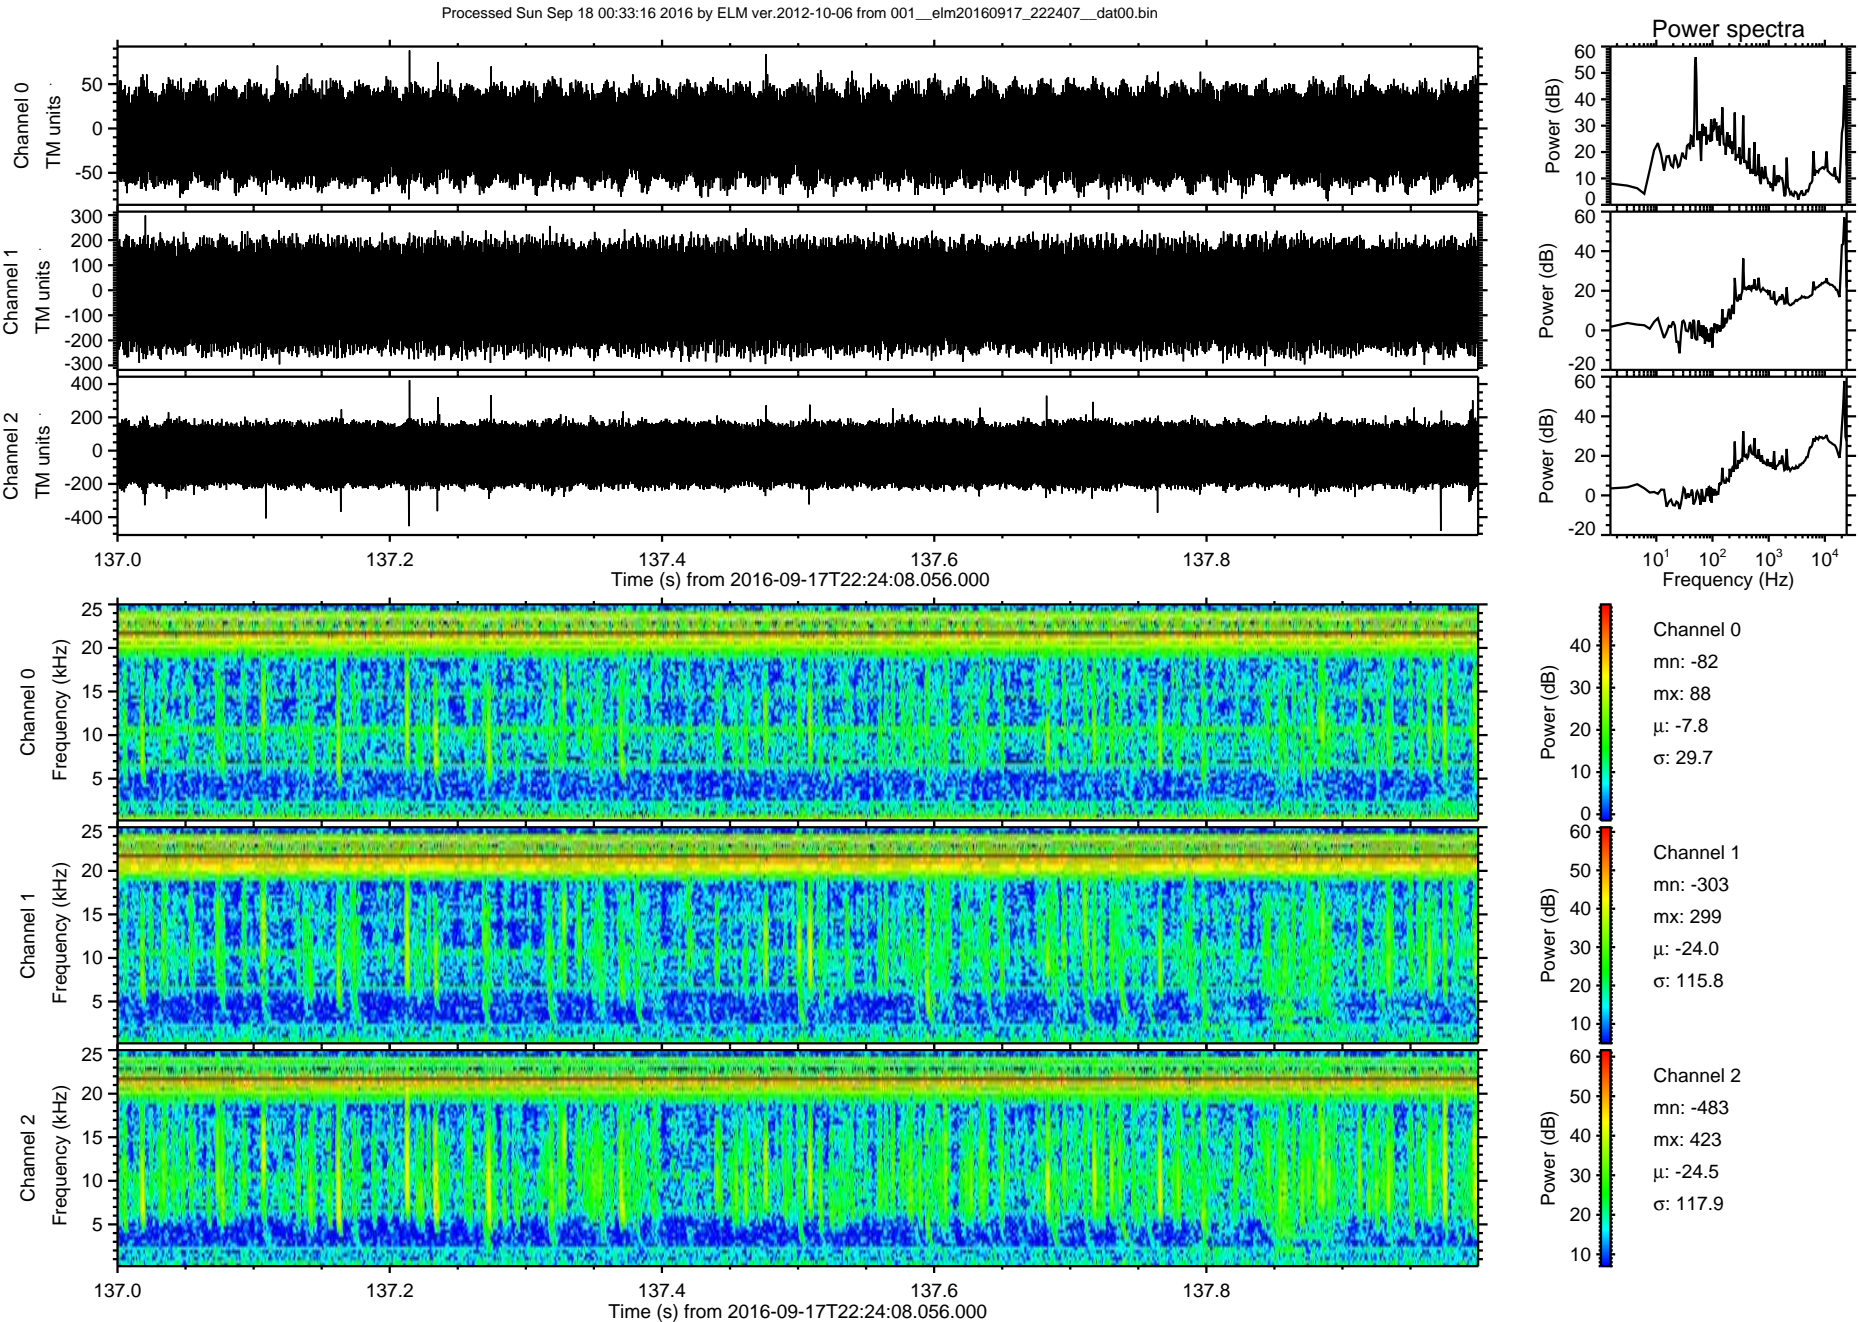 Processed Sun Sep 18 00:33:16 2016 by ELM ver.2012-10-06 from 001__elm20160917_222407__dat00.bin
Power spectra
Channel 0
TM units
50
0
-50
Power (dB)
60
50
40
30
20
10
0
Channel 1
TM units
300
200
100
0
-100
-200
-300
Power (dB)
60
40
20
0
-20
Channel 2
TM units
400
200
0
-200
-400
Power (dB)
60
40
20
0
-20
137.0 137.2 137.4 137.6 137.8
Time (s) from 2016-09-17T22:24:08.056.000
10^1 10^2 10^3 10^4
Frequency (Hz)
Channel 0
Frequency (kHz)
25
20
15
10
5
Power (dB)
40
30
20
10
0
Channel 0
mn: -82
mx: 88
μ: -7.8
σ: 29.7
Channel 1
Frequency (kHz)
25
20
15
10
5
Power (dB)
60
50
40
30
20
10
Channel 1
mn: -303
mx: 299
μ: -24.0
σ: 115.8
Channel 2
Frequency (kHz)
25
20
15
10
5
Power (dB)
60
50
40
30
20
10
Channel 2
mn: -483
mx: 423
μ: -24.5
σ: 117.9
137.0 137.2 137.4 137.6 137.8
Time (s) from 2016-09-17T22:24:08.056.000